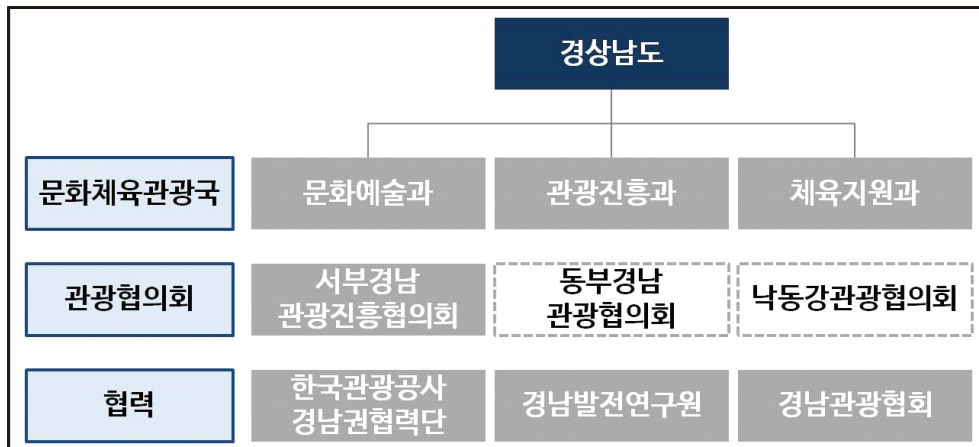 경상남도
문화체육관광국
문화예술과
관광진흥과
체육지원과
관광협의회
서부경남
관광진흥협의회
동부경남
관광협의회
낙동강관광협의회
협력
한국관광공사
경남권협력단
경남발전연구원
경남관광협회